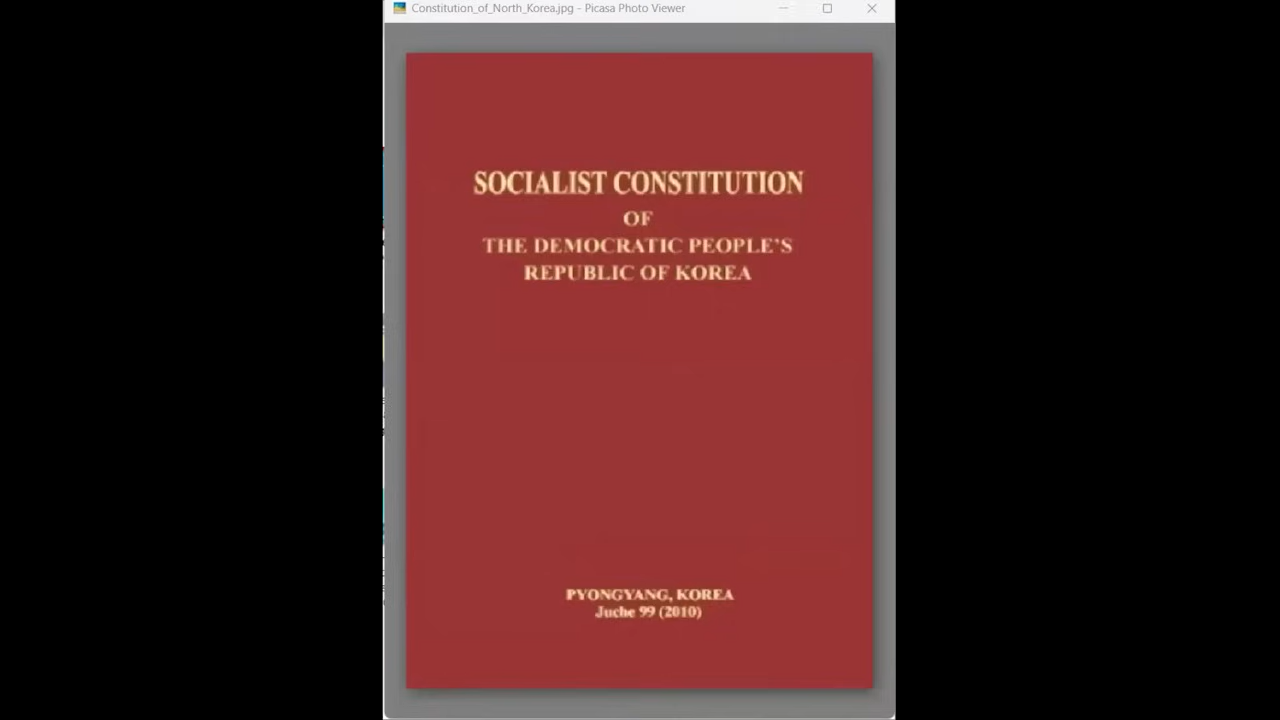 Constitution_of_North_Korea.jpg - Picasa Photo Viewer
SOCIALIST CONSTITUTION
OF
THE DEMOCRATIC PEOPLE'S
REPUBLIC OF KOREA
PYONGYANG, KOREA
Juche 99 (2010)